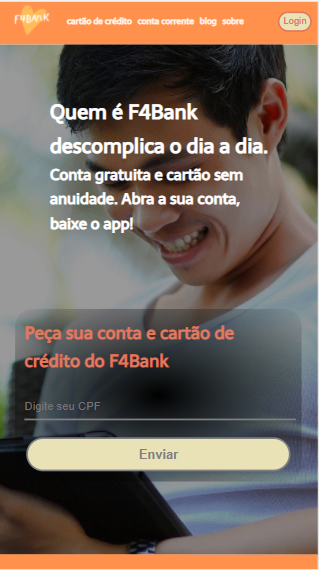 F4BANK
cartão de crédito conta corrente blog sobre
Login
Quem é F4Bank
descomplica o dia a dia.
Conta gratuita e cartão sem
anuidade. Abra a sua conta,
baixe o app!
Peça sua conta e cartão de
crédito do F4Bank
Digite seu CPF
Enviar